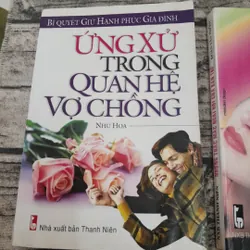 BÍ QUYẾT GIỮ HẠNH PHÚC GIA ĐÌNH
ỨNG XỬ
TRONG
QUAN HỆ
VỢ CHỒNG
NHƯ HOA
Nhà xuất bản Thanh Niên